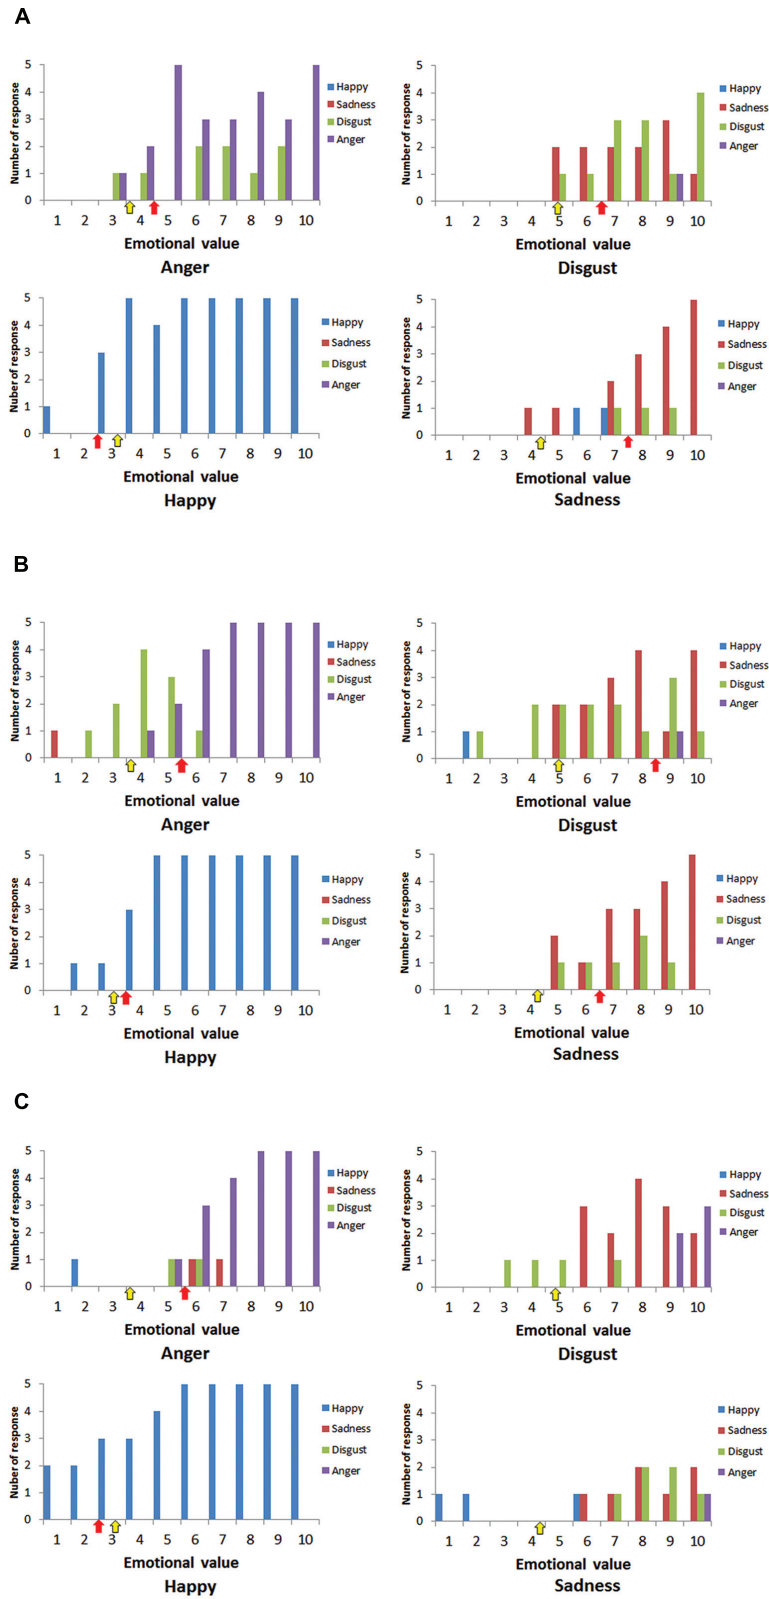 A
Number of response
5
4
3
2
1
0
1 2 3 4 5 6 7 8 9 10
Emotional value
Anger
Happy
Sadness
Disgust
Anger
Number of response
5
4
3
2
1
0
1 2 3 4 5 6 7 8 9 10
Emotional value
Disgust
Happy
Sadness
Disgust
Anger
Nuber of response
5
4
3
2
1
0
1 2 3 4 5 6 7 8 9 10
Emotional value
Happy
Happy
Sadness
Disgust
Anger
Number of response
5
4
3
2
1
0
1 2 3 4 5 6 7 8 9 10
Emotional value
Sadness
Happy
Sadness
Disgust
Anger
B
Number of response
5
4
3
2
1
0
1 2 3 4 5 6 7 8 9 10
Emotional value
Anger
Happy
Sadness
Disgust
Anger
Number of response
5
4
3
2
1
0
1 2 3 4 5 6 7 8 9 10
Emotional value
Disgust
Happy
Sadness
Disgust
Anger
Nuber of response
5
4
3
2
1
0
1 2 3 4 5 6 7 8 9 10
Emotional value
Happy
Happy
Sadness
Disgust
Anger
Number of response
5
4
3
2
1
0
1 2 3 4 5 6 7 8 9 10
Emotional value
Sadness
Happy
Sadness
Disgust
Anger
C
Number of response
5
4
3
2
1
0
1 2 3 4 5 6 7 8 9 10
Emotional value
Anger
Happy
Sadness
Disgust
Anger
Number of response
5
4
3
2
1
0
1 2 3 4 5 6 7 8 9 10
Emotional value
Disgust
Happy
Sadness
Disgust
Anger
Nuber of response
5
4
3
2
1
0
1 2 3 4 5 6 7 8 9 10
Emotional value
Happy
Happy
Sadness
Disgust
Anger
Number of response
5
4
3
2
1
0
1 2 3 4 5 6 7 8 9 10
Emotional value
Sadness
Happy
Sadness
Disgust
Anger